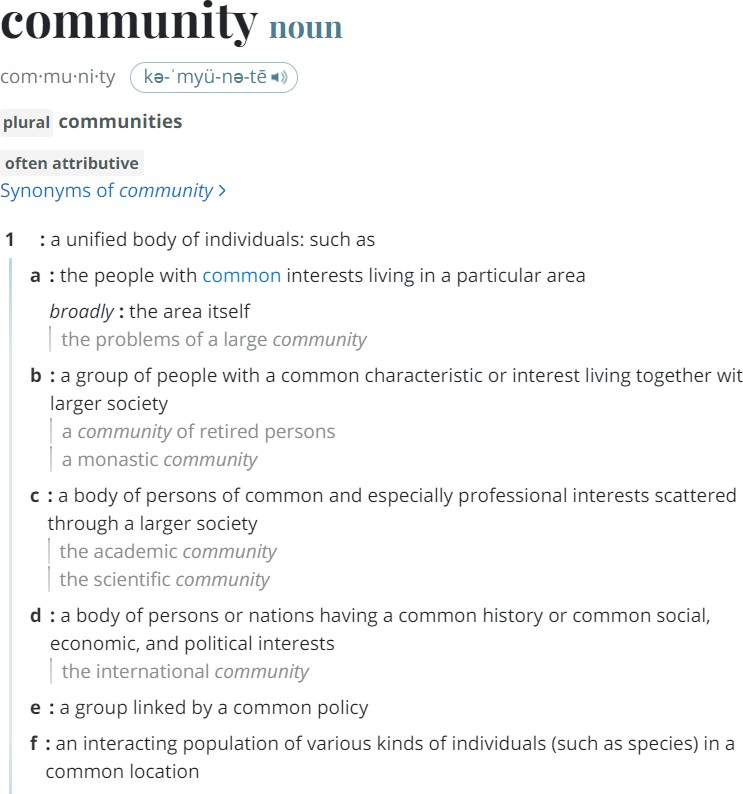 community noun
com·mu·ni·ty kə-ˈmyü-nə-tē
plural communities
often attributive
Synonyms of community
1 : a unified body of individuals: such as
a : the people with common interests living in a particular area
broadly : the area itself
the problems of a large community
b : a group of people with a common characteristic or interest living together wit
larger society
a community of retired persons
a monastic community
c : a body of persons of common and especially professional interests scattered
through a larger society
the academic community
the scientific community
d : a body of persons or nations having a common history or common social,
economic, and political interests
the international community
e : a group linked by a common policy
f : an interacting population of various kinds of individuals (such as species) in a
common location